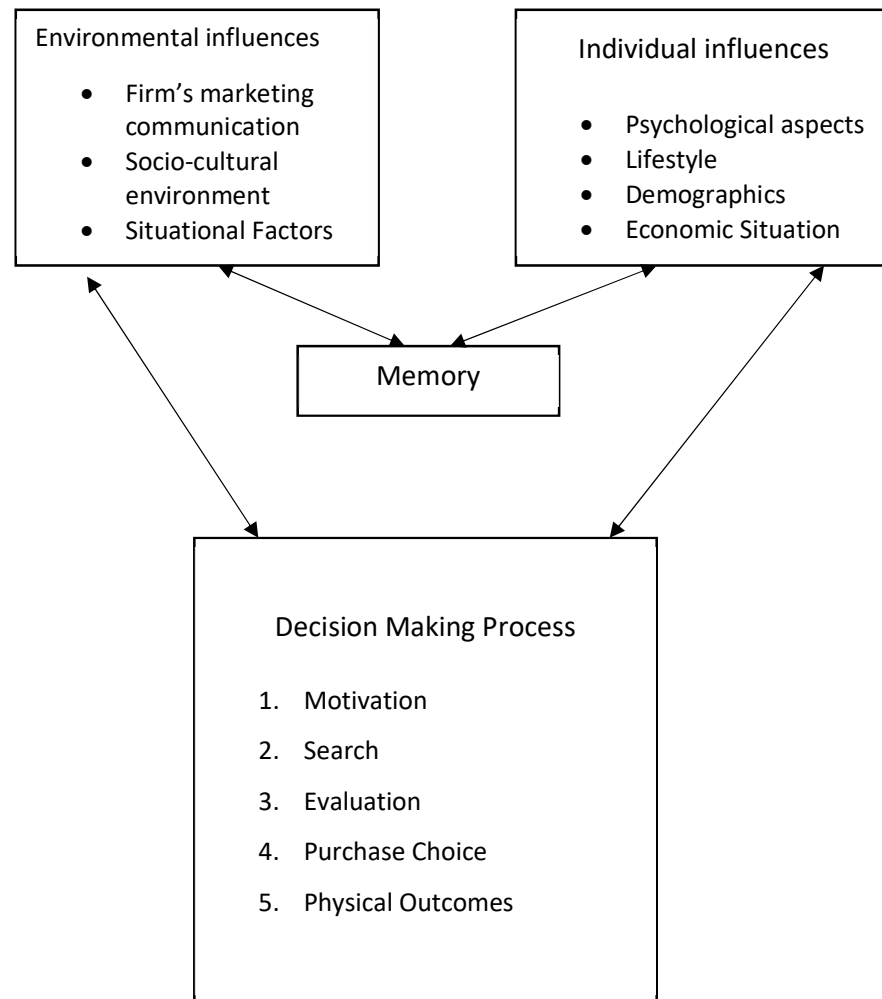 Environmental influences
• Firm’s marketing
communication
• Socio-cultural
environment
• Situational Factors
Individual influences
• Psychological aspects
• Lifestyle
• Demographics
• Economic Situation
Memory
Decision Making Process
1. Motivation
2. Search
3. Evaluation
4. Purchase Choice
5. Physical Outcomes